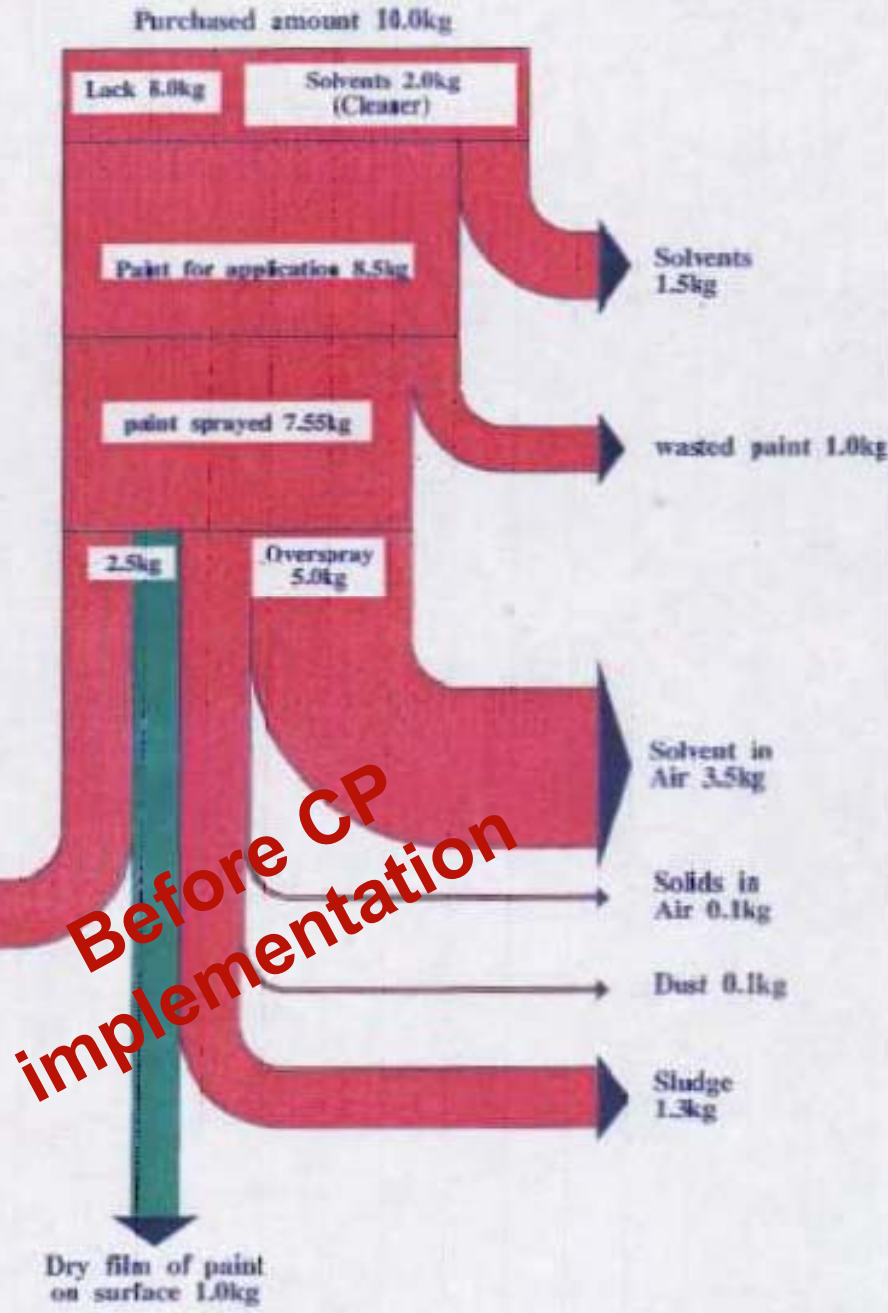 Purchased amount 10.0kg
Lack 8.0kg
Solvents 2.0kg
(Cleaner)
Solvents
1.5kg
Paint for application 8.5kg
paint sprayed 7.55kg
wasted paint 1.0kg
2.5kg
Overspray
5.0kg
Solvent in
Air 3.5kg
Before CP
implementation
Solids in
Air 0.1kg
Dust 0.1kg
Sludge
1.3kg
Dry film of paint
on surface 1.0kg